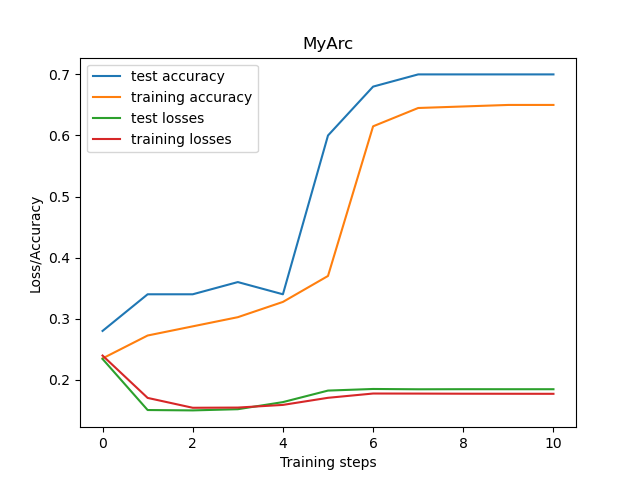 MyArc
0.7
0.6
0.5
0.4
0.3
0.2
Loss/Accuracy
test accuracy
training accuracy
test losses
training losses
0 2 4 6 8 10
Training steps